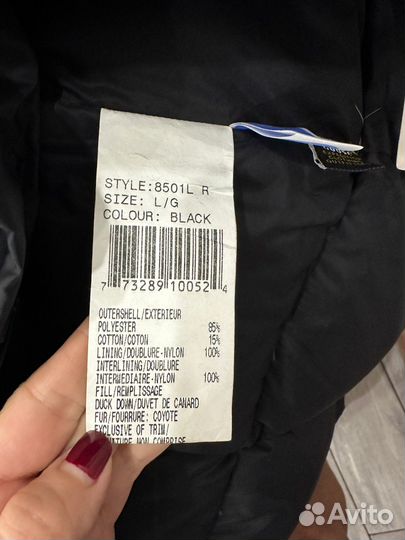 STYLE:8501L R
SIZE: L/G
COLOUR: BLACK
7 73289 10052 4
OUTERSHELL/EXTERIEUR
POLYESTER 85%
COTTON/COTON 15%
LINING/DOUBLURE-NYLON 100%
INTERLINING/DOUBLURE
INTERMEDIAIRE-NYLON 100%
FILL/REMPLISSAGE
DUCK DOWN/DUVET DE CANARD
FUR/FOURRURE: COYOTE
EXCLUSIVE OF TRIM/
NON COMPRISE
Avito